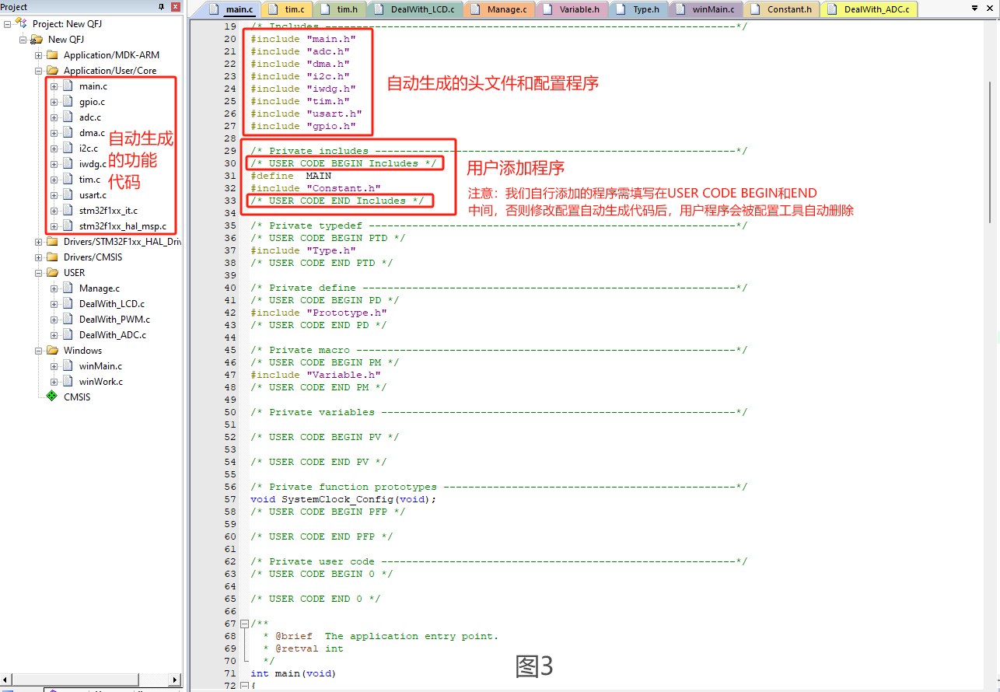 Project
Project: New QFJ
New QFJ
Application/MDK-ARM
Application/User/Core
main.c
gpio.c
adc.c
dma.c
i2c.c
iwdg.c
tim.c
usart.c
stm32f1xx_it.c
stm32f1xx_hal_msp.c
自动生成
的功能
代码
Drivers/STM32F1xx_HAL_Driv
Drivers/CMSIS
USER
Manage.c
DealWith_LCD.c
DealWith_PWM.c
DealWith_ADC.c
Windows
winMain.c
winWork.c
CMSIS
main.c tim.c tim.h DealWith_LCD.c Manage.c Variable.h Type.h winMain.c Constant.h DealWith_ADC.c
19 /* Includes ------------------------------------------------------------------*/
20 #include "main.h"
21 #include "adc.h"
22 #include "dma.h"
23 #include "i2c.h"
24 #include "iwdg.h"
25 #include "tim.h"
26 #include "usart.h"
27 #include "gpio.h"
自动生成的头文件和配置程序
28
29 /* Private includes ----------------------------------------------------------*/
30 /* USER CODE BEGIN Includes */
31 #define  MAIN
32 #include "Constant.h"
33 /* USER CODE END Includes */
用户添加程序
注意：我们自行添加的程序需填写在USER CODE BEGIN和END
中间，否则修改配置自动生成代码后，用户程序会被配置工具自动删除
34
35 /* Private typedef -----------------------------------------------------------*/
36 /* USER CODE BEGIN PTD */
37 #include "Type.h"
38 /* USER CODE END PTD */
39
40 /* Private define ------------------------------------------------------------*/
41 /* USER CODE BEGIN PD */
42 #include "Prototype.h"
43 /* USER CODE END PD */
44
45 /* Private macro -------------------------------------------------------------*/
46 /* USER CODE BEGIN PM */
47 #include "Variable.h"
48 /* USER CODE END PM */
49
50 /* Private variables ---------------------------------------------------------*/
51
52 /* USER CODE BEGIN PV */
53
54 /* USER CODE END PV */
55
56 /* Private function prototypes -----------------------------------------------*/
57 void SystemClock_Config(void);
58 /* USER CODE BEGIN PFP */
59
60 /* USER CODE END PFP */
61
62 /* Private user code ---------------------------------------------------------*/
63 /* USER CODE BEGIN 0 */
64
65 /* USER CODE END 0 */
66
67 /**
68   * @brief  The application entry point.
69   * @retval int
70   */
71 int main(void)
72 {
图3